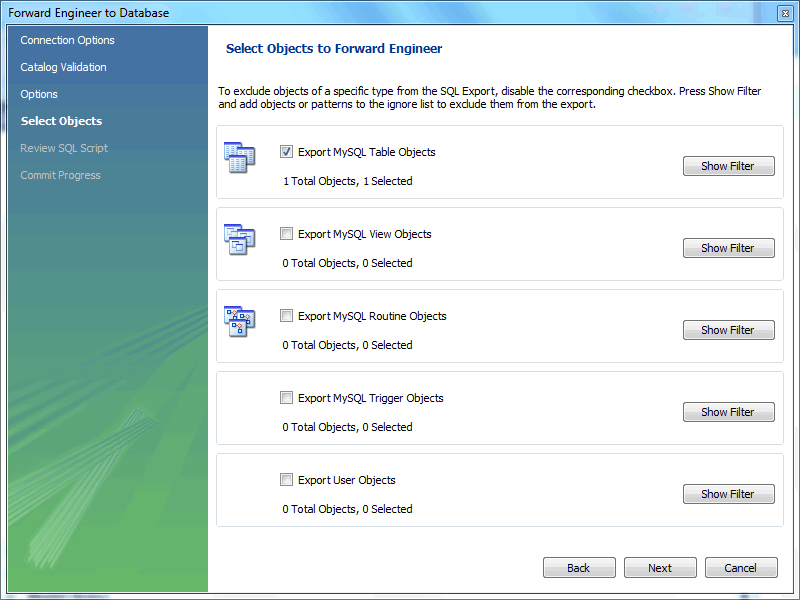 Forward Engineer to Database
Connection Options
Catalog Validation
Options
Select Objects
Review SQL Script
Commit Progress
Select Objects to Forward Engineer
To exclude objects of a specific type from the SQL Export, disable the corresponding checkbox. Press Show Filter
and add objects or patterns to the ignore list to exclude them from the export.
Export MySQL Table Objects
Show Filter
1 Total Objects, 1 Selected
Export MySQL View Objects
Show Filter
0 Total Objects, 0 Selected
Export MySQL Routine Objects
Show Filter
0 Total Objects, 0 Selected
Export MySQL Trigger Objects
Show Filter
0 Total Objects, 0 Selected
Export User Objects
Show Filter
0 Total Objects, 0 Selected
Back
Next
Cancel